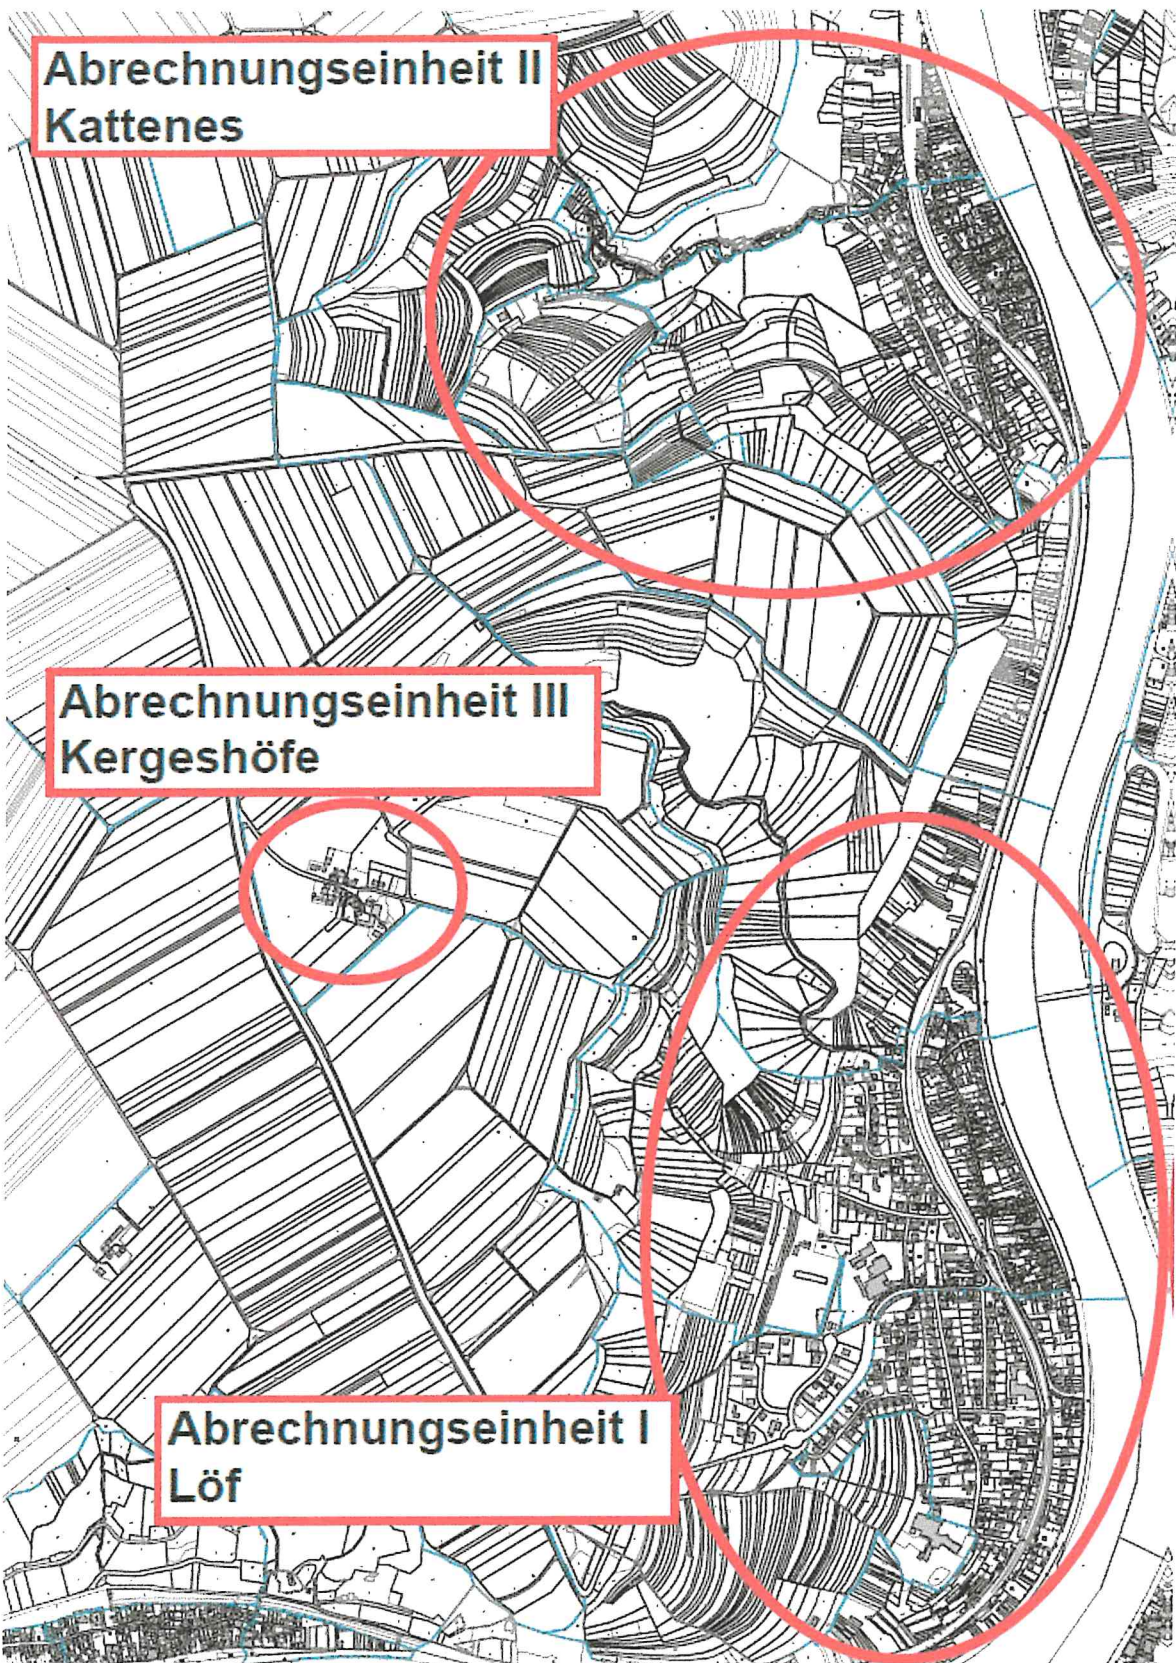 Abrechnungseinheit II
Kattenes
Abrechnungseinheit III
Kergeshöfe
Abrechnungseinheit I
Löf